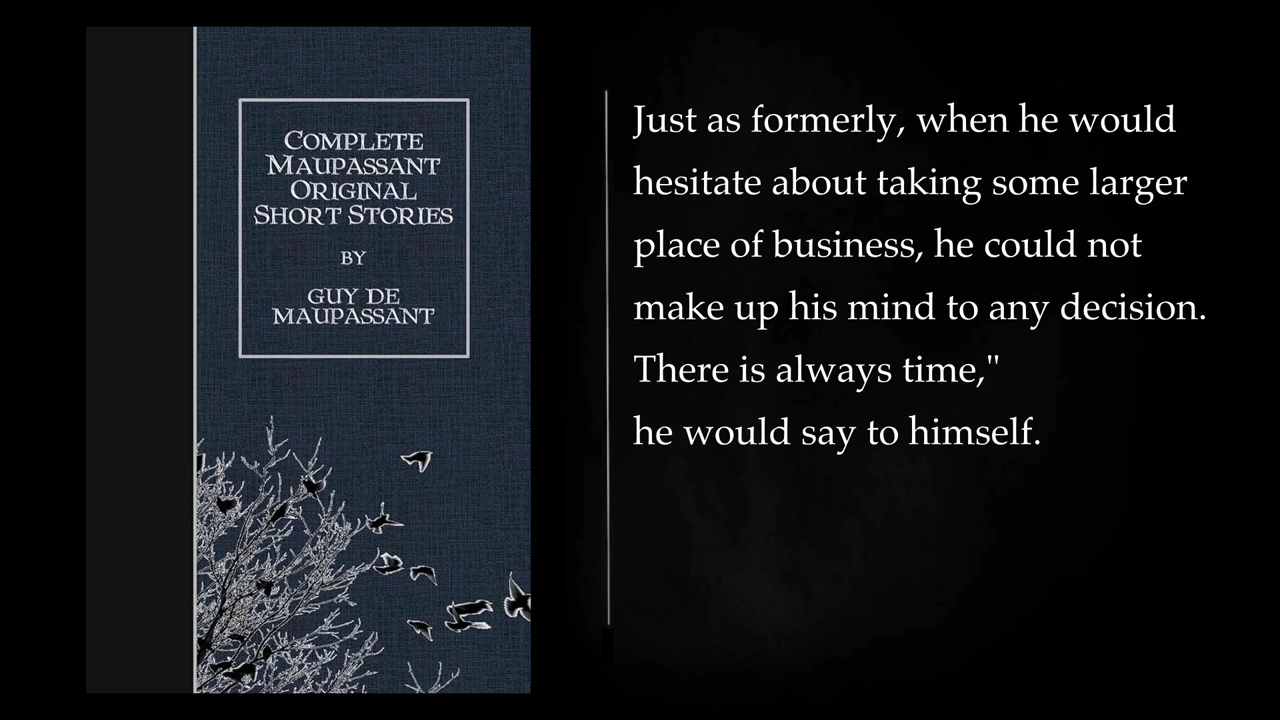 COMPLETE
MAUPASSANT
ORIGINAL
SHORT STORIES
BY
GUY DE
MAUPASSANT
Just as formerly, when he would
hesitate about taking some larger
place of business, he could not
make up his mind to any decision.
There is always time,"
he would say to himself.